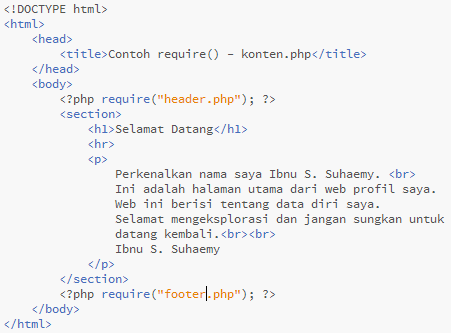 <!DOCTYPE html>
<html>
<head>
<title>Contoh require() – konten.php</title>
</head>
<body>
<?php require("header.php"); ?>
<section>
<h1>Selamat Datang</h1>
<hr>
<p>
Perkenalkan nama saya Ibnu S. Suhaemy. <br>
Ini adalah halaman utama dari web profil saya.
Web ini berisi tentang data diri saya.
Selamat mengeksplorasi dan jangan sungkan untuk
datang kembali.<br><br>
Ibnu S. Suhaemy
</p>
</section>
<?php require("footer.php"); ?>
</body>
</html>